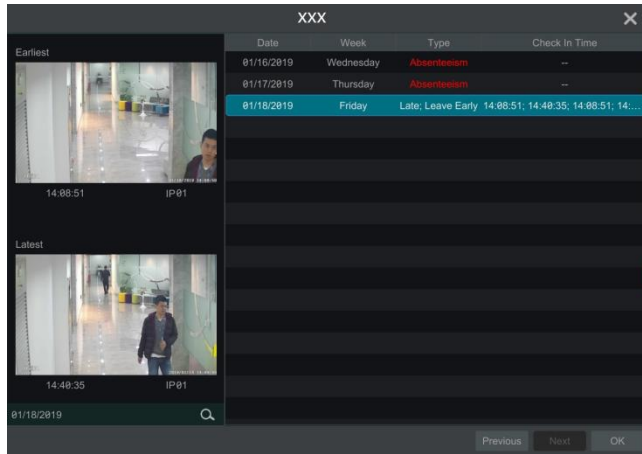 XXX
Earliest
14:08:51 IP01
Latest
14:40:35 IP01
01/18/2019
Date Week Type Check In Time
01/16/2019 Wednesday Absenteeism --
01/17/2019 Thursday Absenteeism --
01/18/2019 Friday Late; Leave Early 14:08:51; 14:40:35; 14:08:51; 14:...
Previous Next OK